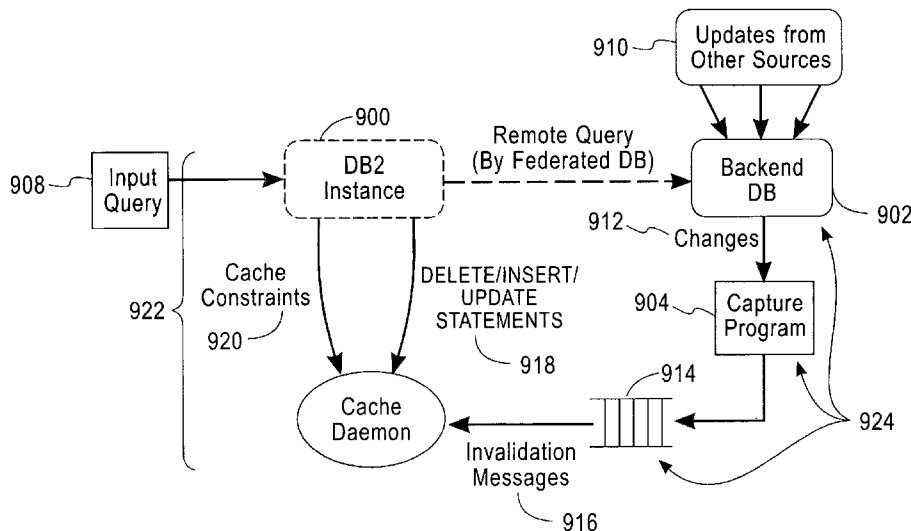 910
Updates from
Other Sources
900
Remote Query
(By Federated DB)
908
Input
Query
DB2
Instance
Backend
DB
902
912
Changes
Cache
Constraints
920
DELETE/INSERT/
UPDATE
STATEMENTS
918
922
904
Capture
Program
914
Cache
Daemon
924
Invalidation
Messages
916